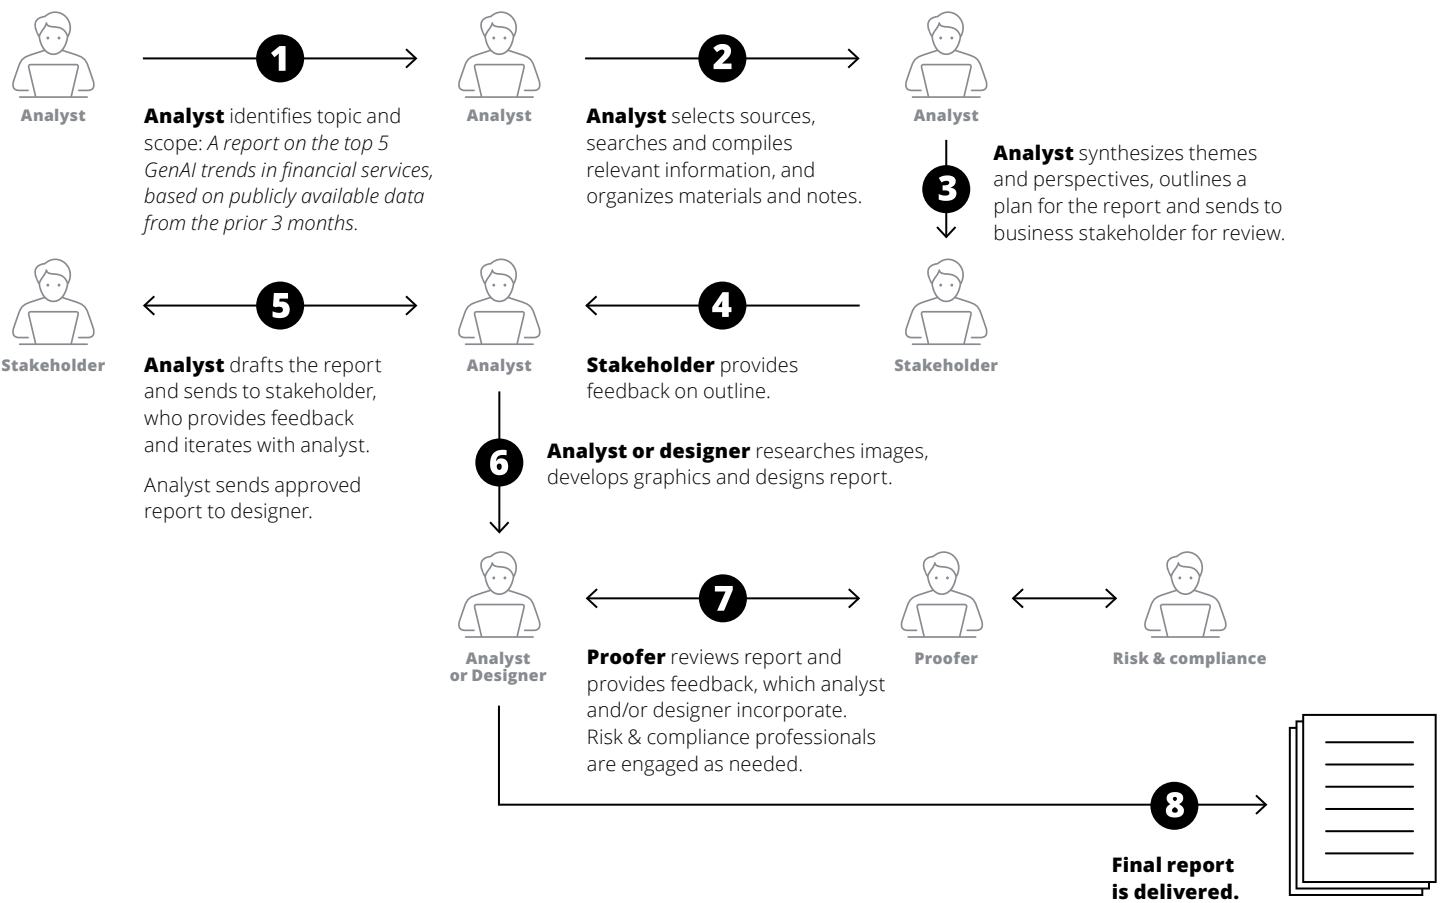 1
2
Analyst
Analyst identifies topic and
scope: A report on the top 5
GenAI trends in financial services,
based on publicly available data
from the prior 3 months.
Analyst
Analyst selects sources,
searches and compiles
relevant information, and
organizes materials and notes.
Analyst
3
Analyst synthesizes themes
and perspectives, outlines a
plan for the report and sends to
business stakeholder for review.
5
4
Stakeholder
Analyst drafts the report
and sends to stakeholder,
who provides feedback
and iterates with analyst.
Analyst sends approved
report to designer.
Analyst
Stakeholder provides
feedback on outline.
Stakeholder
6
Analyst or designer researches images,
develops graphics and designs report.
7
Analyst
or Designer
Proofer reviews report and
provides feedback, which analyst
and/or designer incorporate.
Risk & compliance professionals
are engaged as needed.
Proofer
Risk & compliance
8
Final report
is delivered.